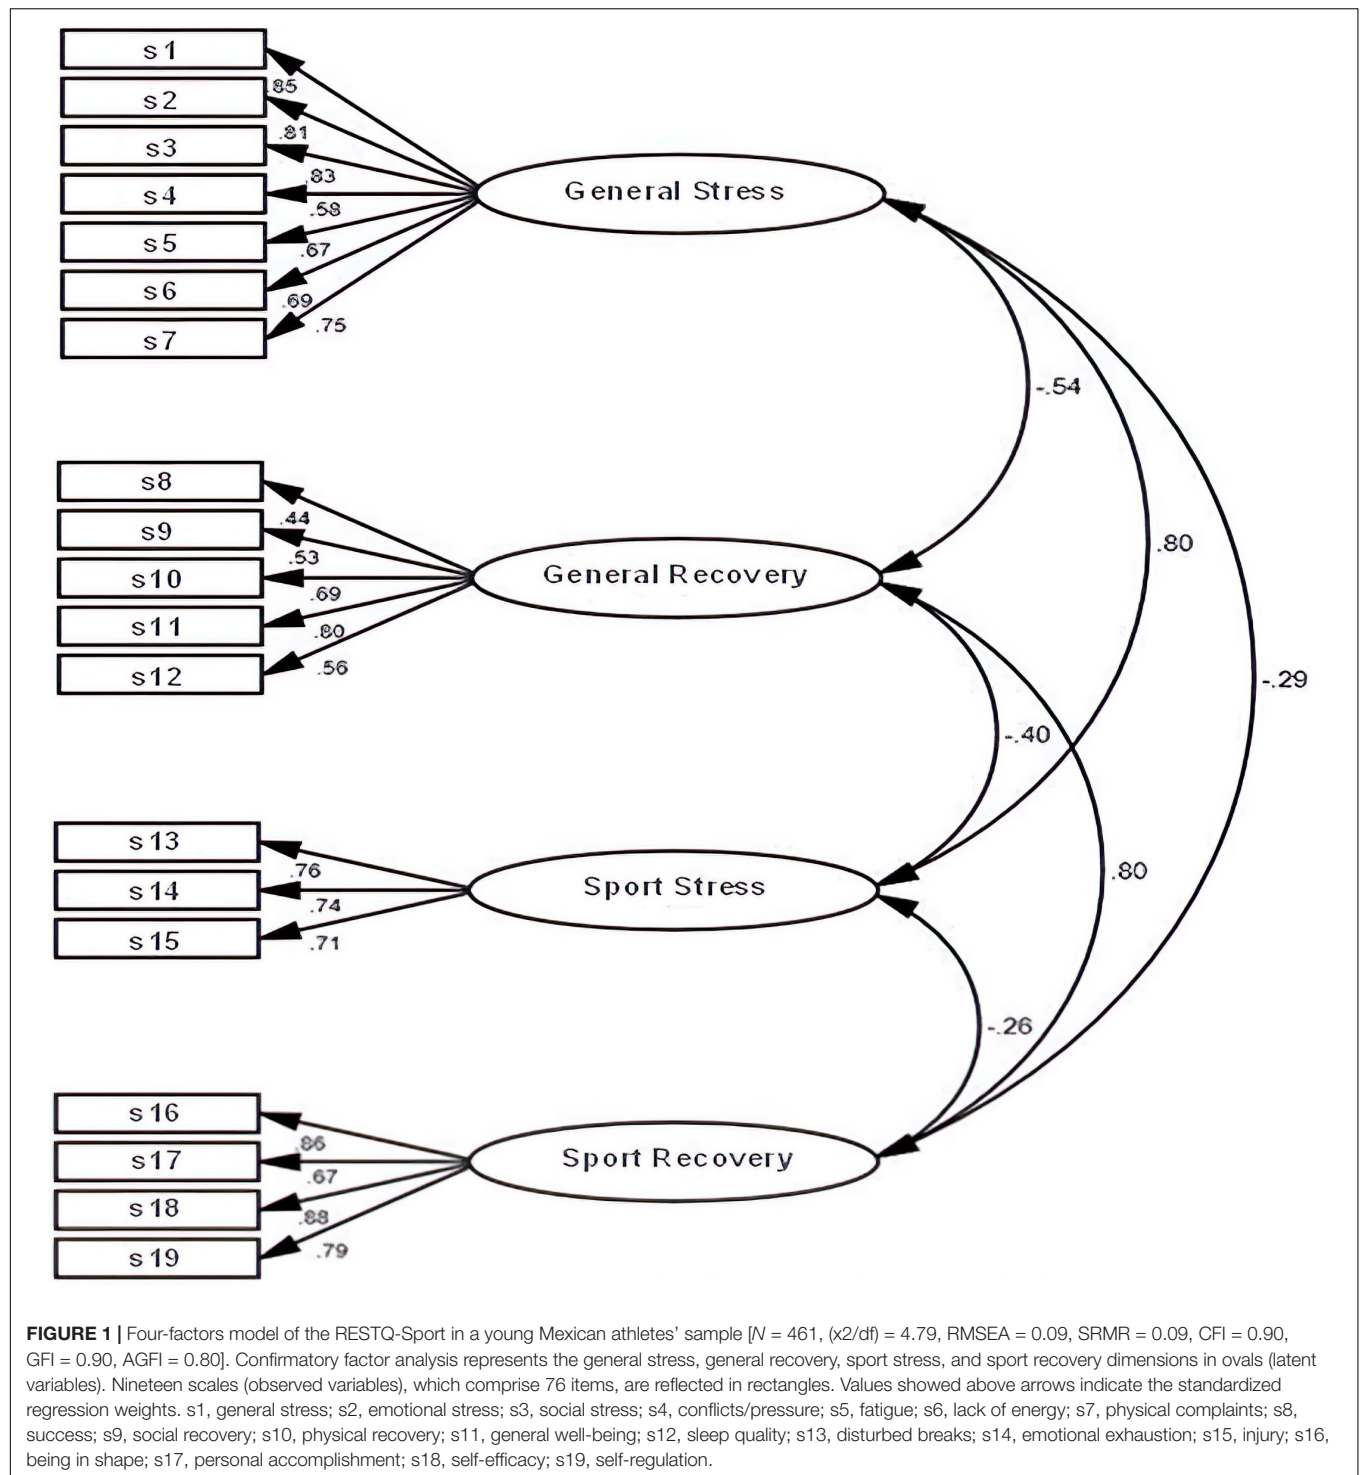 s1
.85
s2
.81
s3
.83
s4
.58
s5
.67
s6
.69
s7
.75
General Stress
-.54
.80
-.29
s8
.44
s9
.53
s10
.69
s11
.80
s12
.56
General Recovery
-.40
.80
s13
.76
s14
.74
s15
.71
Sport Stress
-.26
s16
.86
s17
.67
s18
.88
s19
.79
Sport Recovery
FIGURE 1 | Four-factors model of the RESTQ-Sport in a young Mexican athletes’ sample [N = 461, (x2/df) = 4.79, RMSEA = 0.09, SRMR = 0.09, CFI = 0.90,
GFI = 0.90, AGFI = 0.80]. Confirmatory factor analysis represents the general stress, general recovery, sport stress, and sport recovery dimensions in ovals (latent
variables). Nineteen scales (observed variables), which comprise 76 items, are reflected in rectangles. Values showed above arrows indicate the standardized
regression weights. s1, general stress; s2, emotional stress; s3, social stress; s4, conflicts/pressure; s5, fatigue; s6, lack of energy; s7, physical complaints; s8,
success; s9, social recovery; s10, physical recovery; s11, general well-being; s12, sleep quality; s13, disturbed breaks; s14, emotional exhaustion; s15, injury; s16,
being in shape; s17, personal accomplishment; s18, self-efficacy; s19, self-regulation.